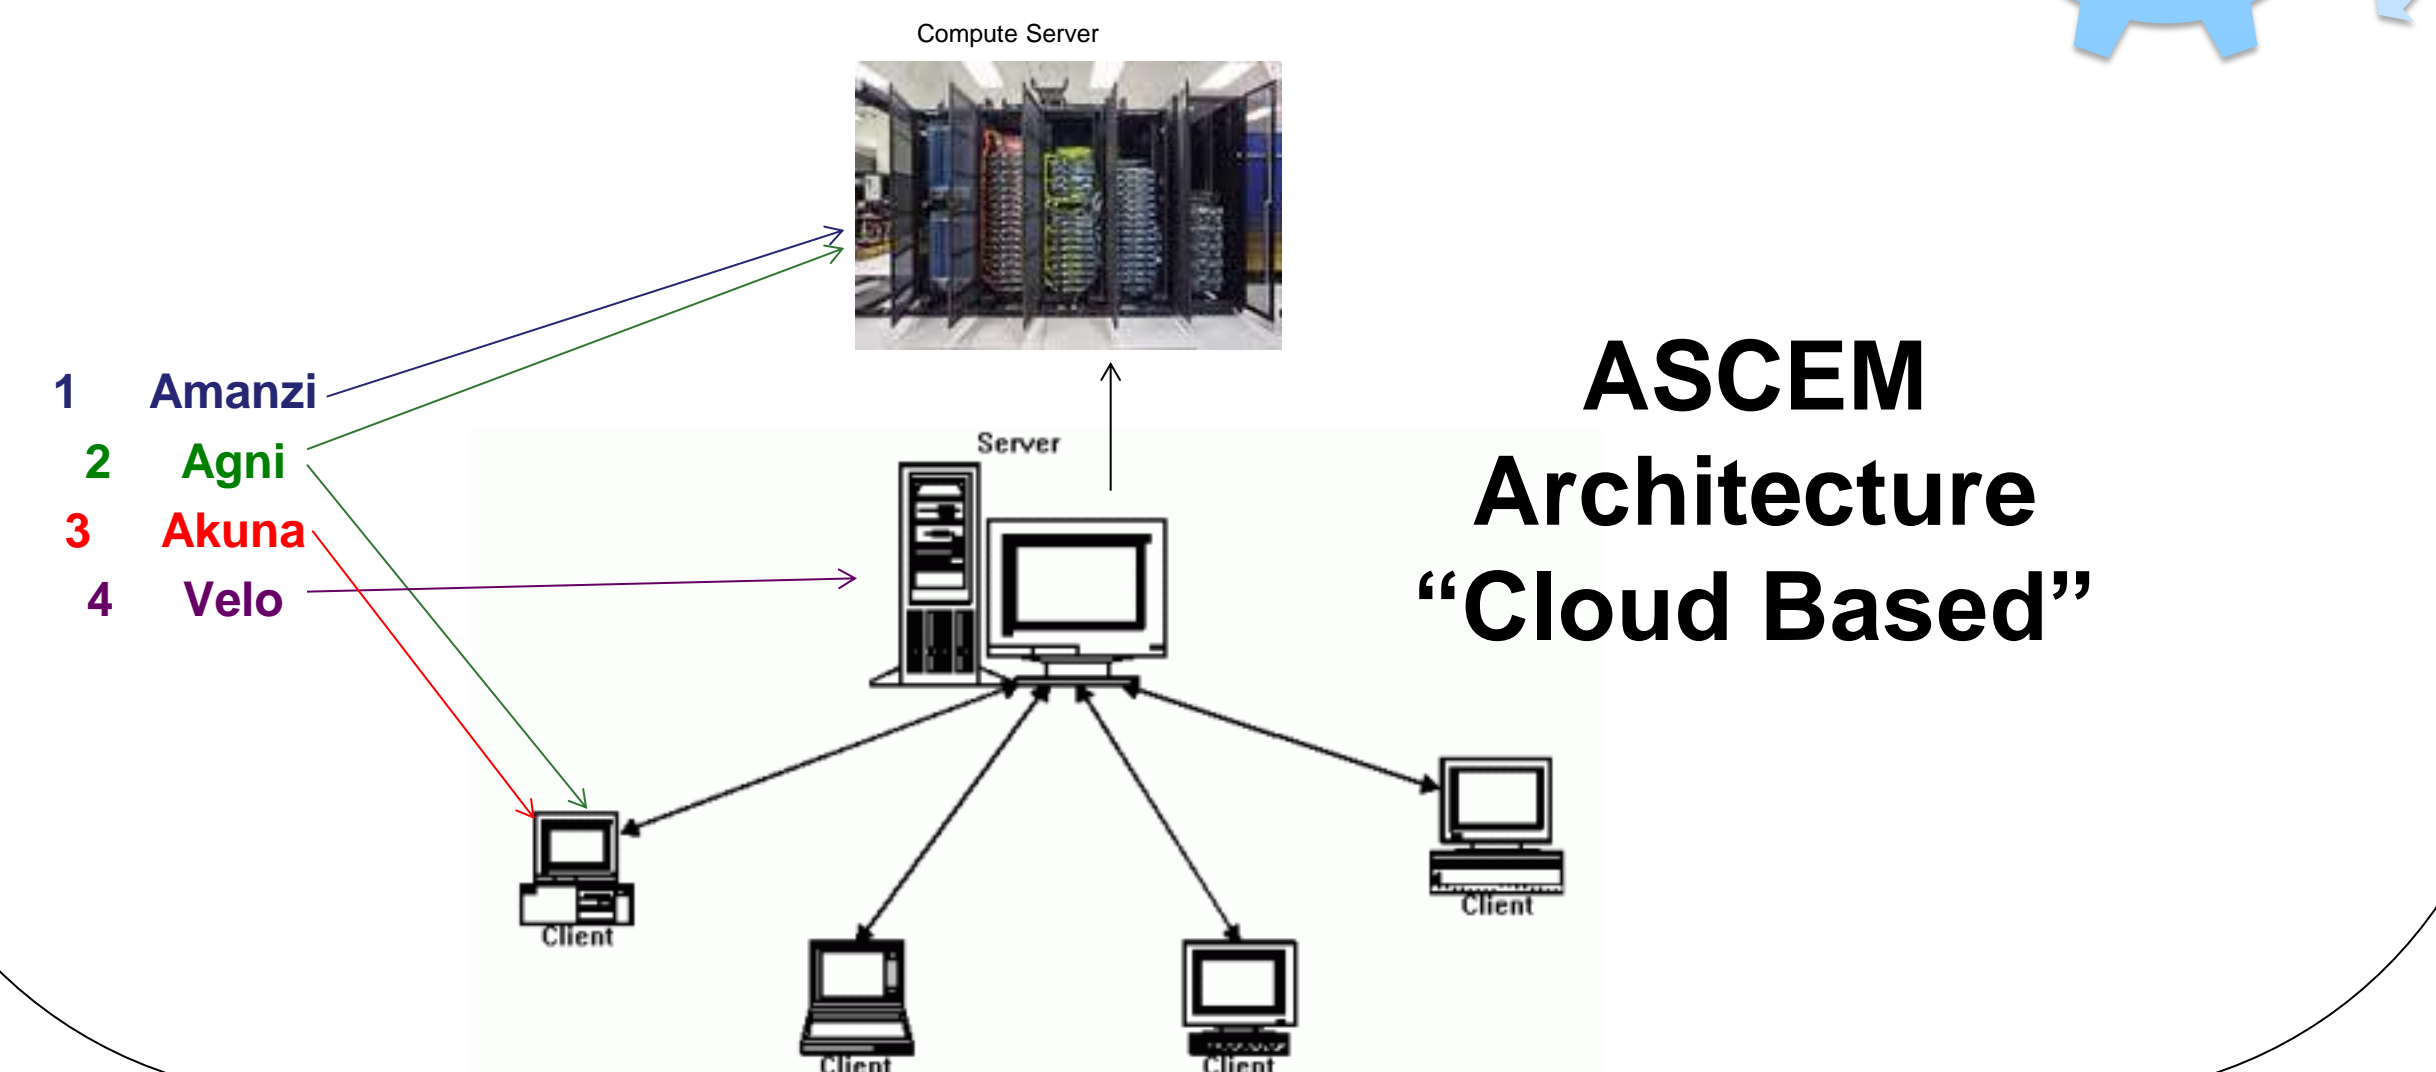 Compute Server
1 Amanzi
2 Agni
3 Akuna
4 Velo
Server
ASCEM
Architecture
“Cloud Based”
Client
Client
Client
Client